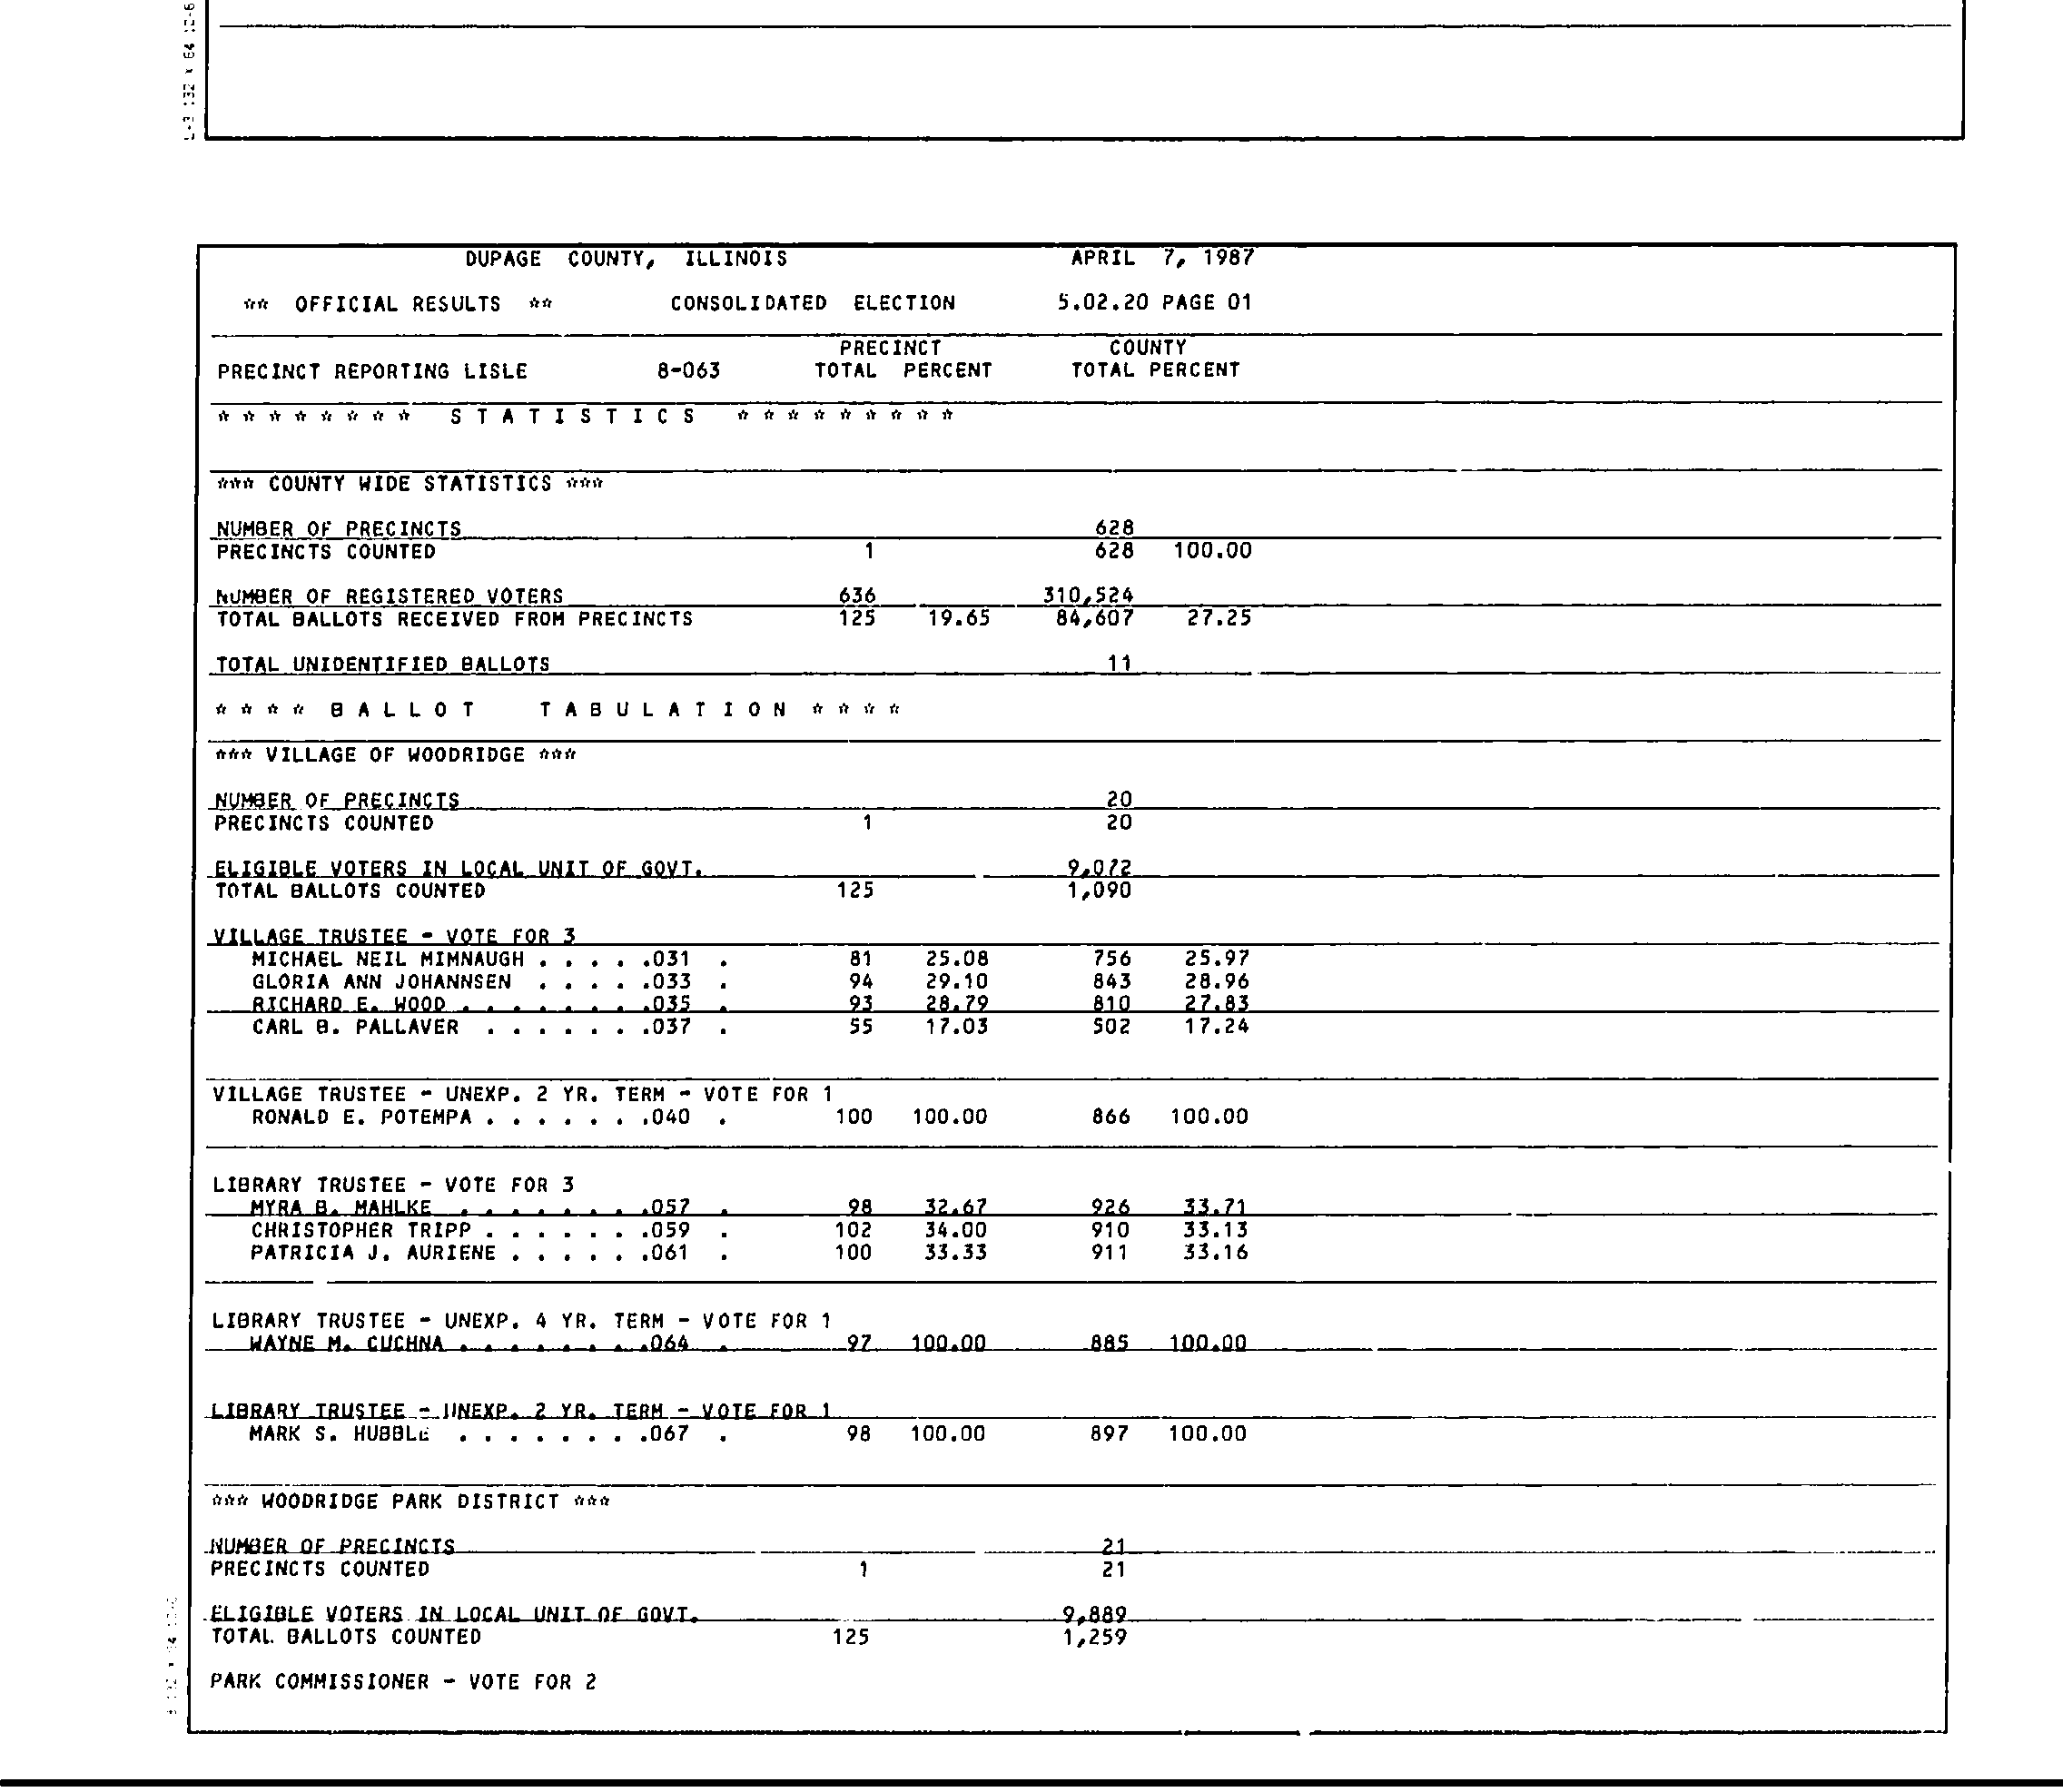 DUPAGE COUNTY, ILLINOIS APRIL 7, 1987
** OFFICIAL RESULTS ** CONSOLIDATED ELECTION 5.02.20 PAGE 01
PRECINCT COUNTY
PRECINCT REPORTING LISLE 8-063 TOTAL PERCENT TOTAL PERCENT
* * * * * * * * S T A T I S T I C S * * * * * * * * *
*** COUNTY WIDE STATISTICS ***
NUMBER OF PRECINCTS 628
PRECINCTS COUNTED 1 628 100.00
NUMBER OF REGISTERED VOTERS 636 310,524
TOTAL BALLOTS RECEIVED FROM PRECINCTS 125 19.65 84,607 27.25
TOTAL UNIDENTIFIED BALLOTS 11
* * * * B A L L O T T A B U L A T I O N * * * *
*** VILLAGE OF WOODRIDGE ***
NUMBER OF PRECINCTS 20
PRECINCTS COUNTED 1 20
ELIGIBLE VOTERS IN LOCAL UNIT OF GOVT. 9,072
TOTAL BALLOTS COUNTED 125 1,090
VILLAGE TRUSTEE - VOTE FOR 3
MICHAEL NEIL MIMNAUGH . . . . .031 . 81 25.08 756 25.97
GLORIA ANN JOHANNSEN . . . . .033 . 94 29.10 843 28.96
RICHARD E. WOOD . . . . . . . .035 . 93 28.79 810 27.83
CARL B. PALLAVER . . . . . . .037 . 55 17.03 502 17.24
VILLAGE TRUSTEE - UNEXP. 2 YR. TERM - VOTE FOR 1
RONALD E. POTEMPA . . . . . . .040 . 100 100.00 866 100.00
LIBRARY TRUSTEE - VOTE FOR 3
MYRA B. MAHLKE . . . . . . . .057 . 98 32.67 926 33.71
CHRISTOPHER TRIPP . . . . . . .059 . 102 34.00 910 33.13
PATRICIA J. AURIENE . . . . . .061 . 100 33.33 911 33.16
LIBRARY TRUSTEE - UNEXP. 4 YR. TERM - VOTE FOR 1
WAYNE M. CUCHNA . . . . . . . .064 . 97 100.00 885 100.00
LIBRARY TRUSTEE - UNEXP. 2 YR. TERM - VOTE FOR 1
MARK S. HUBBLE . . . . . . . .067 . 98 100.00 897 100.00
*** WOODRIDGE PARK DISTRICT ***
NUMBER OF PRECINCTS 21
PRECINCTS COUNTED 1 21
ELIGIBLE VOTERS IN LOCAL UNIT OF GOVT. 9,889
TOTAL BALLOTS COUNTED 125 1,259
PARK COMMISSIONER - VOTE FOR 2